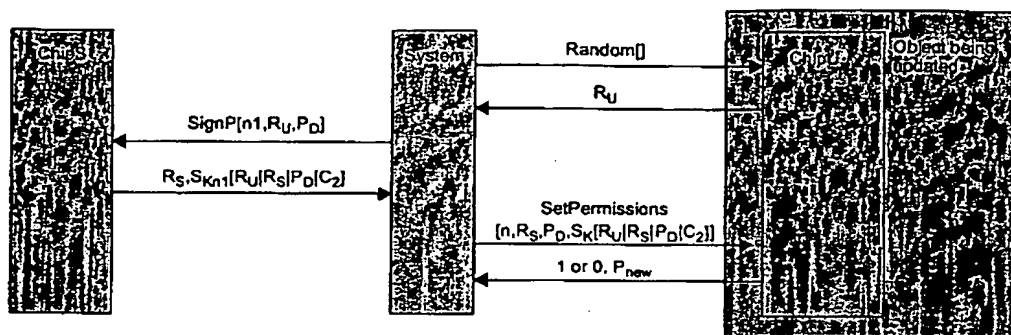 ChipS
System
ChipU
Object being
updated
Random[]
R_U
SignP[n1,R_U,P_D]
R_S,S_Kn1[R_U|R_S|P_D|C_2]
SetPermissions
[n,R_S,P_D,S_K[R_U|R_S|P_D|C_2]]
1 or 0, P_new